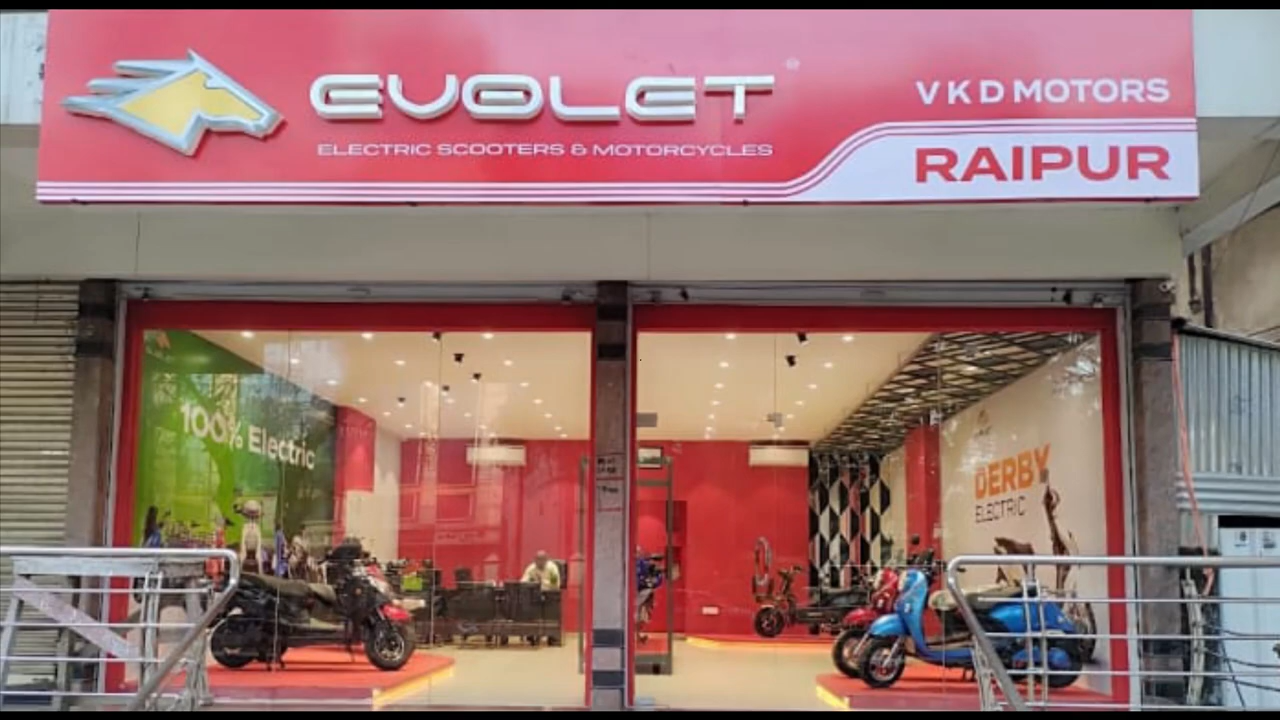 EVOLET
®
ELECTRIC SCOOTERS & MOTORCYCLES
V K D MOTORS
RAIPUR
100% Electric
DERBY
ELECTRIC